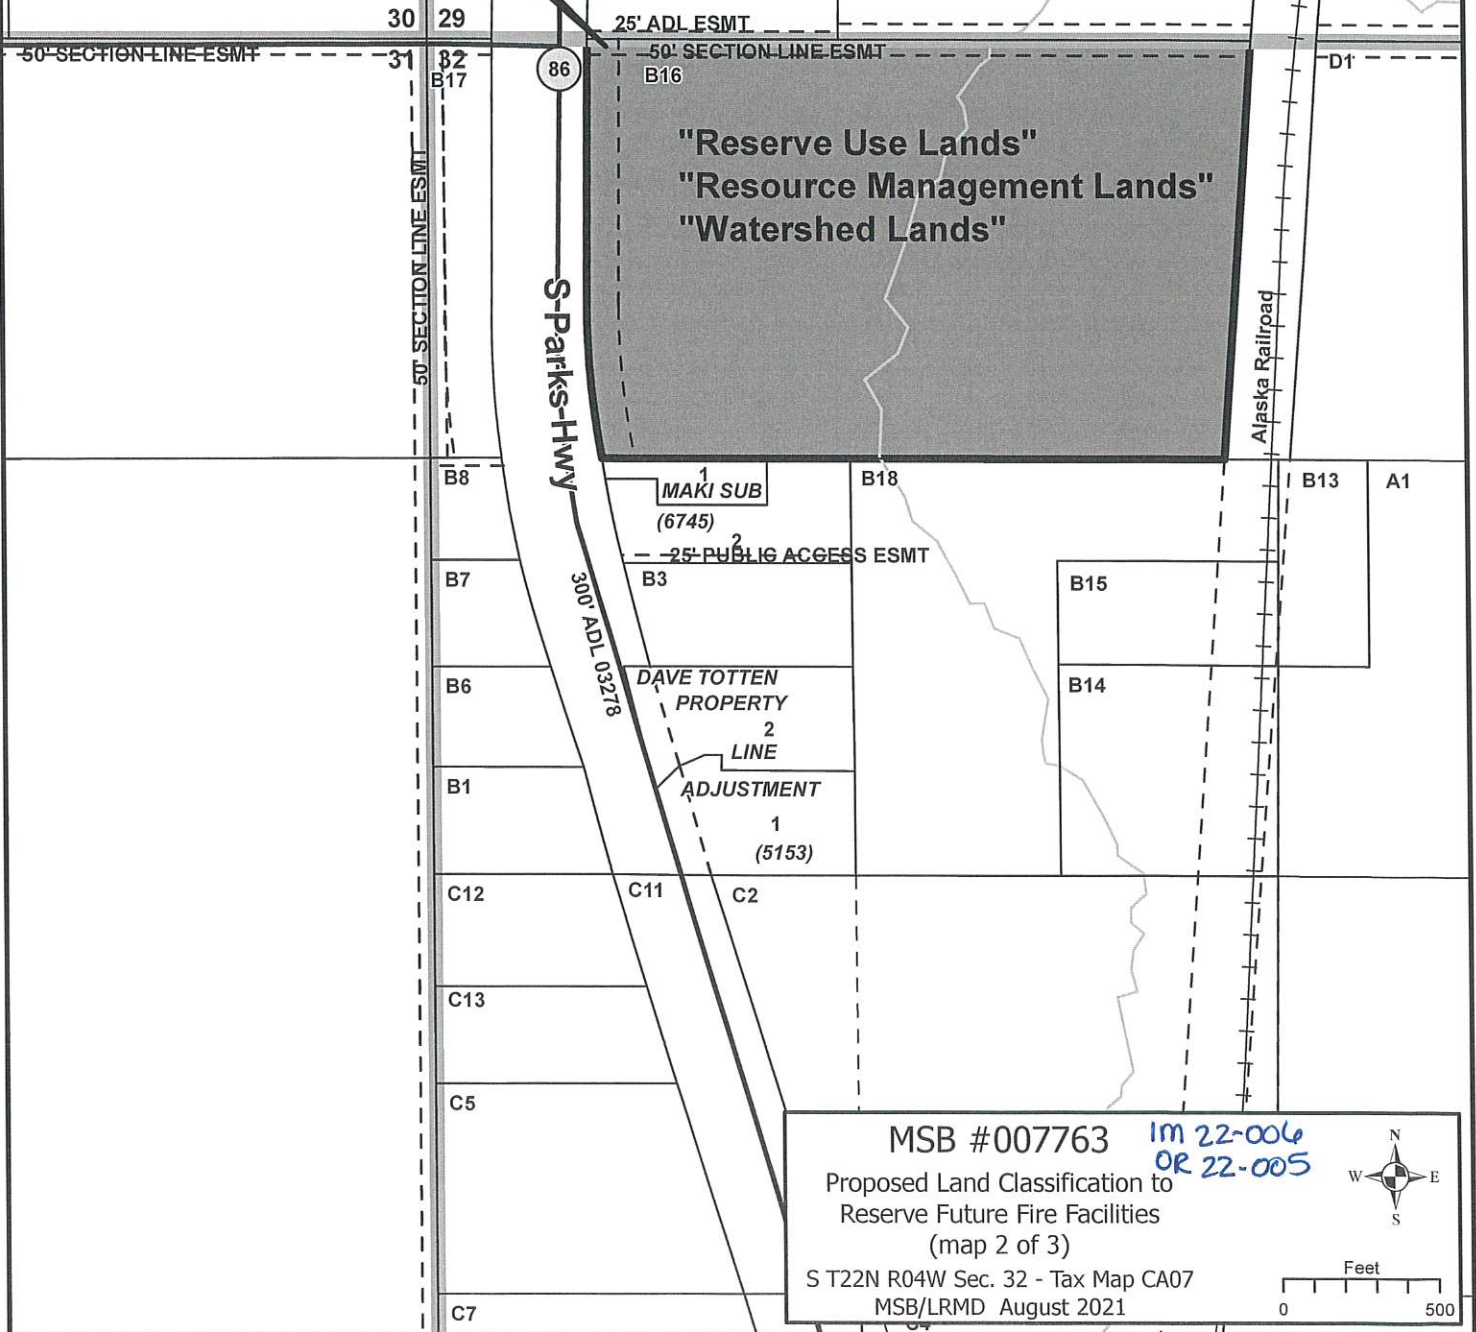 30 29
25' ADL ESMT
50' SECTION LINE ESMT
31 32
50' SECTION LINE ESMT
B17
86
B16
D1
"Reserve Use Lands"
"Resource Management Lands"
"Watershed Lands"
50' SECTION LINE ESMT
S-Parks-Hwy
Alaska Railroad
B8
1
MAKI SUB
(6745)
2
25' PUBLIC ACCESS ESMT
B18
B13
A1
B7
B3
B15
300' ADL 03278
B6
DAVE TOTTEN
PROPERTY
2
LINE
B14
B1
ADJUSTMENT
1
(5153)
C12
C11
C2
C13
C5
C7
MSB #007763
IM 22-006
OR 22-005
Proposed Land Classification to
Reserve Future Fire Facilities
(map 2 of 3)
S T22N R04W Sec. 32 - Tax Map CA07
MSB/LRMD August 2021
N
W E
S
Feet
0 500